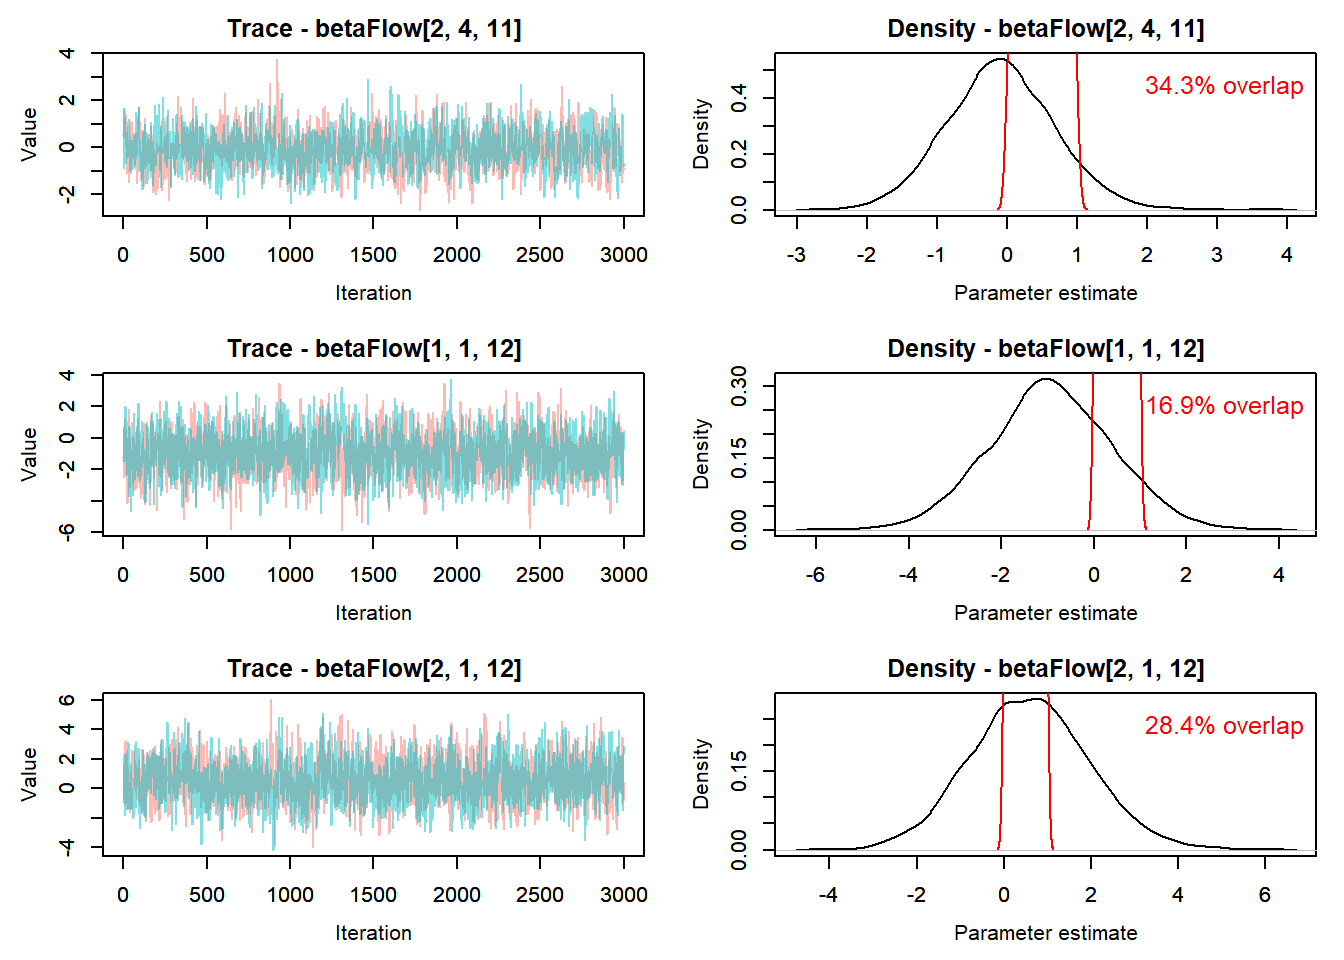 Trace - betaFlow[2, 4, 11]
Value
4
2
0
-2
0 500 1000 1500 2000 2500 3000
Iteration
Density - betaFlow[2, 4, 11]
34.3% overlap
Density
0.4
0.2
0.0
-3 -2 -1 0 1 2 3 4
Parameter estimate
Trace - betaFlow[1, 1, 12]
Value
4
2
0
-2
-6
0 500 1000 1500 2000 2500 3000
Iteration
Density - betaFlow[1, 1, 12]
16.9% overlap
Density
0.30
0.15
0.00
-6 -4 -2 0 2 4
Parameter estimate
Trace - betaFlow[2, 1, 12]
Value
6
4
2
0
-4
0 500 1000 1500 2000 2500 3000
Iteration
Density - betaFlow[2, 1, 12]
28.4% overlap
Density
0.15
0.00
-4 -2 0 2 4 6
Parameter estimate